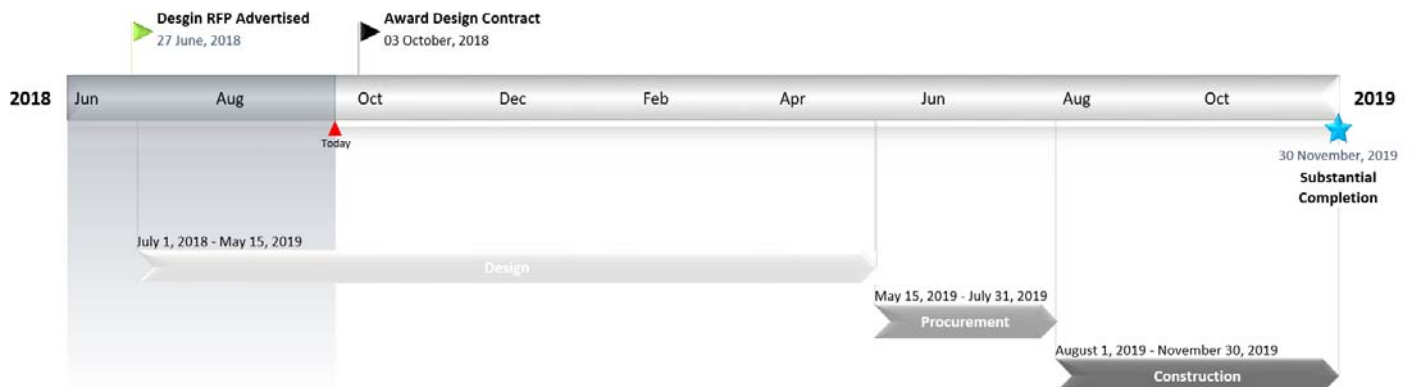 Desgin RFP Advertised
27 June, 2018
Award Design Contract
03 October, 2018
2018 Jun Aug Oct Dec Feb Apr Jun Aug Oct 2019
Today
30 November, 2019
Substantial
Completion
July 1, 2018 - May 15, 2019
Design
May 15, 2019 - July 31, 2019
Procurement
August 1, 2019 - November 30, 2019
Construction